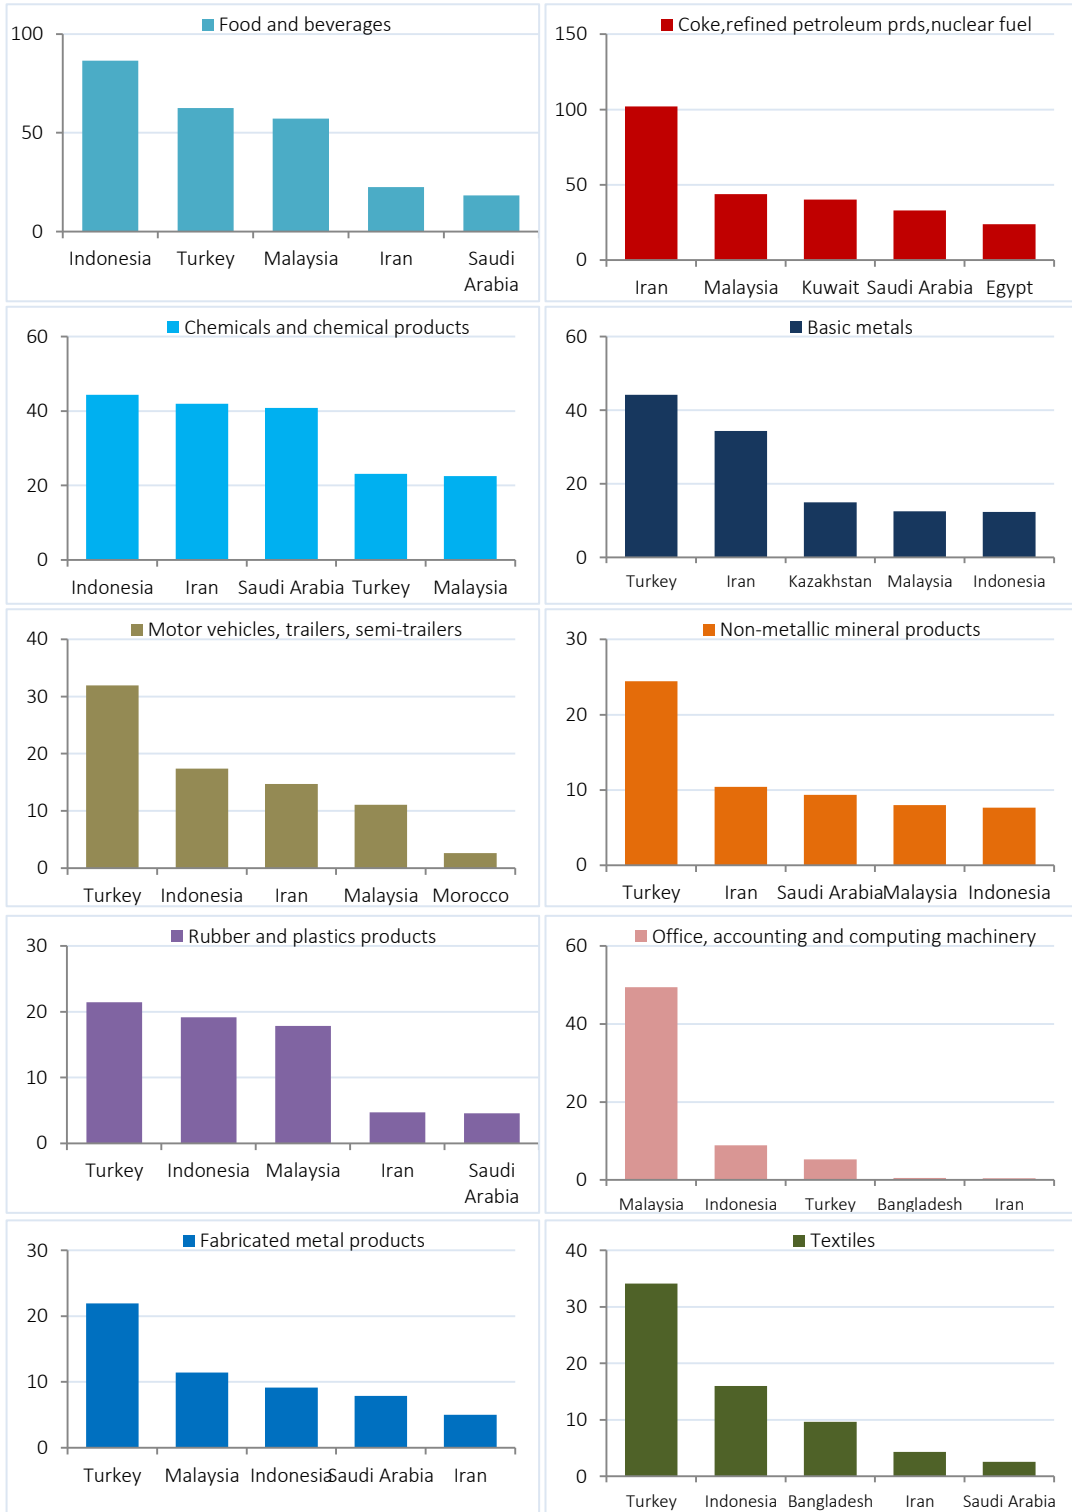 Food and beverages
100
50
0
Indonesia Turkey Malaysia Iran Saudi
Arabia
Coke,refined petroleum prds,nuclear fuel
150
100
50
0
Iran Malaysia Kuwait Saudi Arabia Egypt
Chemicals and chemical products
60
40
20
0
Indonesia Iran Saudi Arabia Turkey Malaysia
Basic metals
60
40
20
0
Turkey Iran Kazakhstan Malaysia Indonesia
Motor vehicles, trailers, semi-trailers
40
30
20
10
0
Turkey Indonesia Iran Malaysia Morocco
Non-metallic mineral products
30
20
10
0
Turkey Iran Saudi Arabia Malaysia Indonesia
Rubber and plastics products
30
20
10
0
Turkey Indonesia Malaysia Iran Saudi
Arabia
Office, accounting and computing machinery
60
40
20
0
Malaysia Indonesia Turkey Bangladesh Iran
Fabricated metal products
30
20
10
0
Turkey Malaysia Indonesia Saudi Arabia Iran
Textiles
40
30
20
10
0
Turkey Indonesia Bangladesh Iran Saudi Arabia